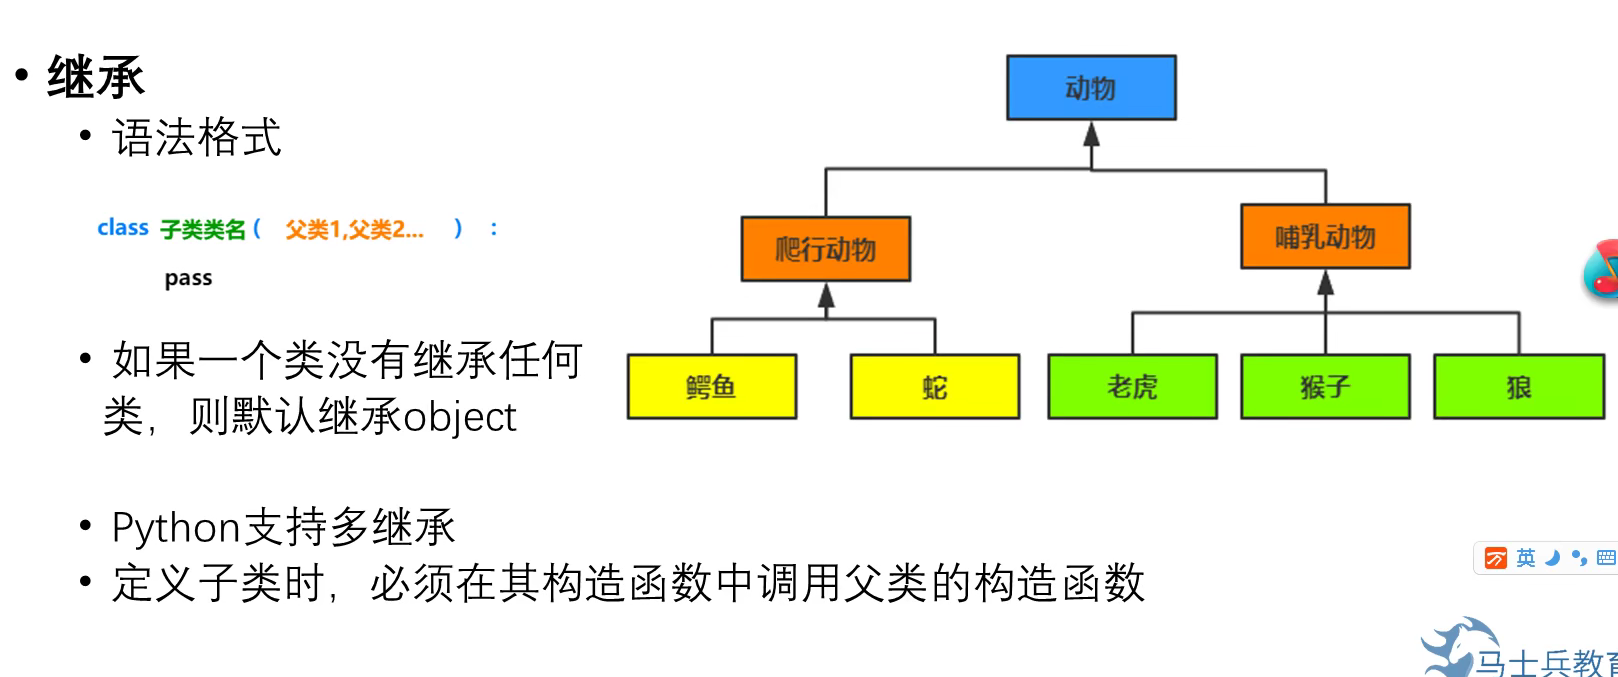 • 继承
• 语法格式
class 子类类名 ( 父类1,父类2... ) :
pass
• 如果一个类没有继承任何
类，则默认继承object
• Python支持多继承
• 定义子类时，必须在其构造函数中调用父类的构造函数
动物
爬行动物
哺乳动物
鳄鱼
蛇
老虎
猴子
狼
英
马士兵教育